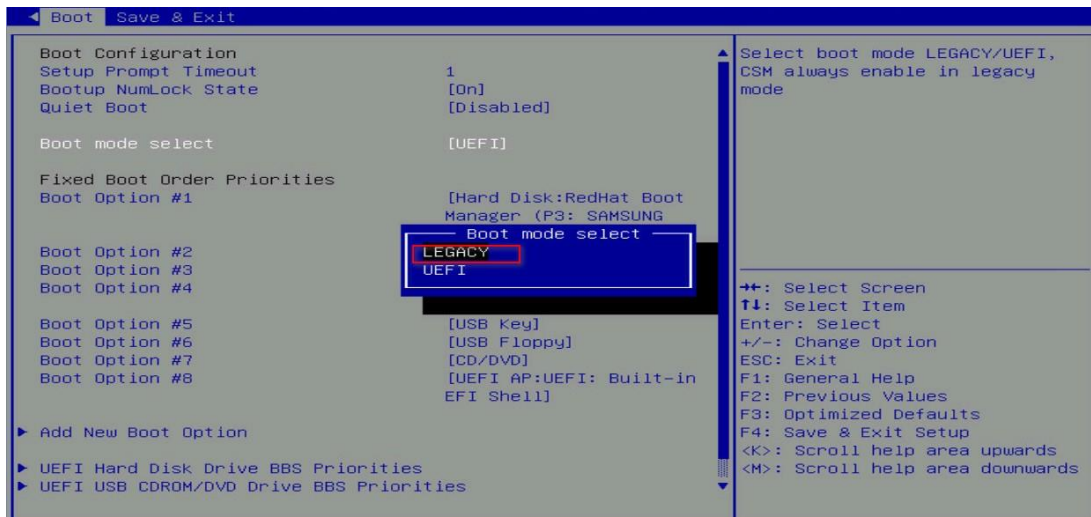 Boot Save & Exit
Boot Configuration
Setup Prompt Timeout 1
Bootup NumLock State [On]
Quiet Boot [Disabled]
Boot mode select [UEFI]
Fixed Boot Order Priorities
Boot Option #1 [Hard Disk:RedHat Boot
Manager (P3: SAMSUNG
Boot mode select
Boot Option #2
LEGACY
Boot Option #3
UEFI
Boot Option #4
Boot Option #5 [USB Key]
Boot Option #6 [USB Floppy]
Boot Option #7 [CD/DVD]
Boot Option #8 [UEFI AP:UEFI: Built-in
EFI Shell]
Add New Boot Option
UEFI Hard Disk Drive BBS Priorities
UEFI USB CDROM/DVD Drive BBS Priorities
Select boot mode LEGACY/UEFI,
CSM always enable in legacy
mode
→←: Select Screen
↑↓: Select Item
Enter: Select
+/-: Change Option
ESC: Exit
F1: General Help
F2: Previous Values
F3: Optimized Defaults
F4: Save & Exit Setup
<K>: Scroll help area upwards
<M>: Scroll help area downwards